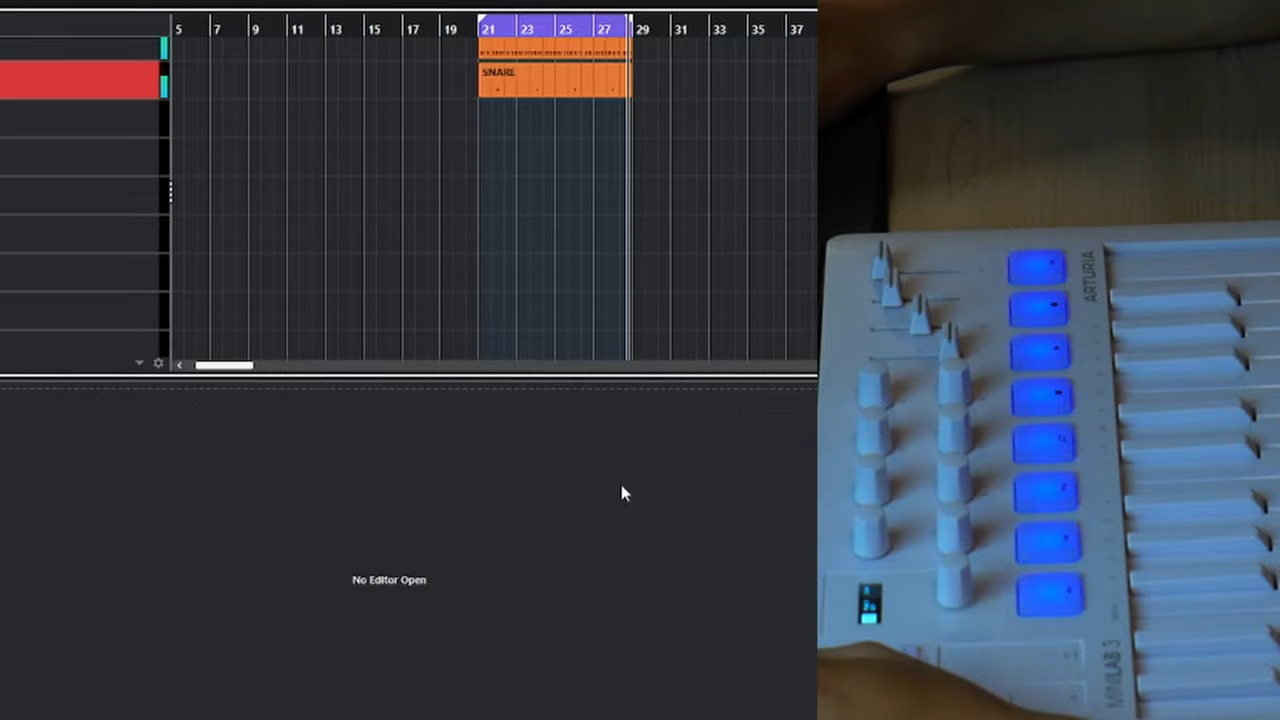 5 7 9 11 13 15 17 19 21 23 25 27 29 31 33 35 37
SNARE
No Editor Open
ARTURIA
MINILAB 3